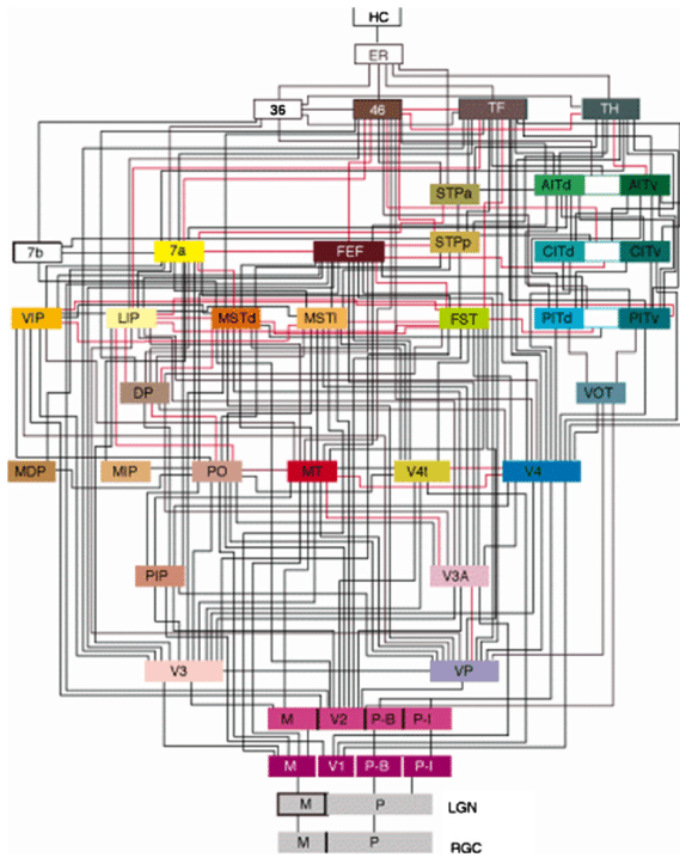 HC
ER
36 46 TF TH
STPa AITd AITv
7b 7a FEF STPp CITd CITv
VIP LIP MSTd MSTl FST PITd PITv
DP VOT
MDP MIP PO MT V4t V4
PIP V3A
V3 VP
M V2 P-B P-I
M V1 P-B P-I
M P LGN
M P RGC